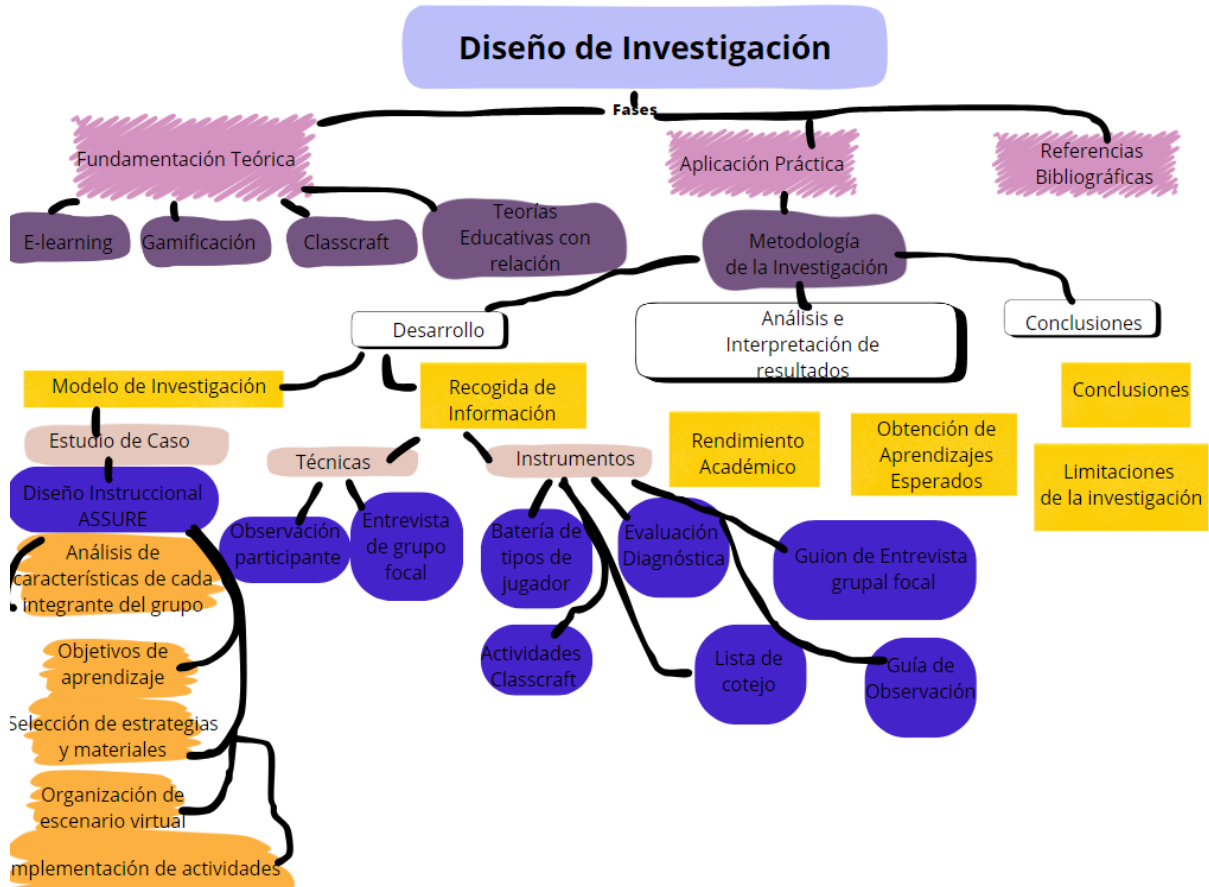 Diseño de Investigación
Fases
Fundamentación Teórica
Aplicación Práctica
Referencias
Bibliográficas
E-learning
Gamificación
Classcraft
Teorías
Educativas con
relación
Metodología
de la Investigación
Desarrollo
Análisis e
Interpretación de
resultados
Conclusiones
Modelo de Investigación
Recogida de
Información
Conclusiones
Rendimiento
Académico
Obtención de
Aprendizajes
Esperados
Limitaciones
de la investigación
Estudio de Caso
Técnicas
Instrumentos
Diseño Instruccional
ASSURE
Observación
participante
Entrevista
de grupo
focal
Batería de
tipos de
jugador
Evaluación
Diagnóstica
Guion de Entrevista
grupal focal
Actividades
Classcraft
Lista de
cotejo
Guía de
Observación
Análisis de
características de cada
integrante del grupo
Objetivos de
aprendizaje
Selección de estrategias
y materiales
Organización de
escenario virtual
mplementación de actividades